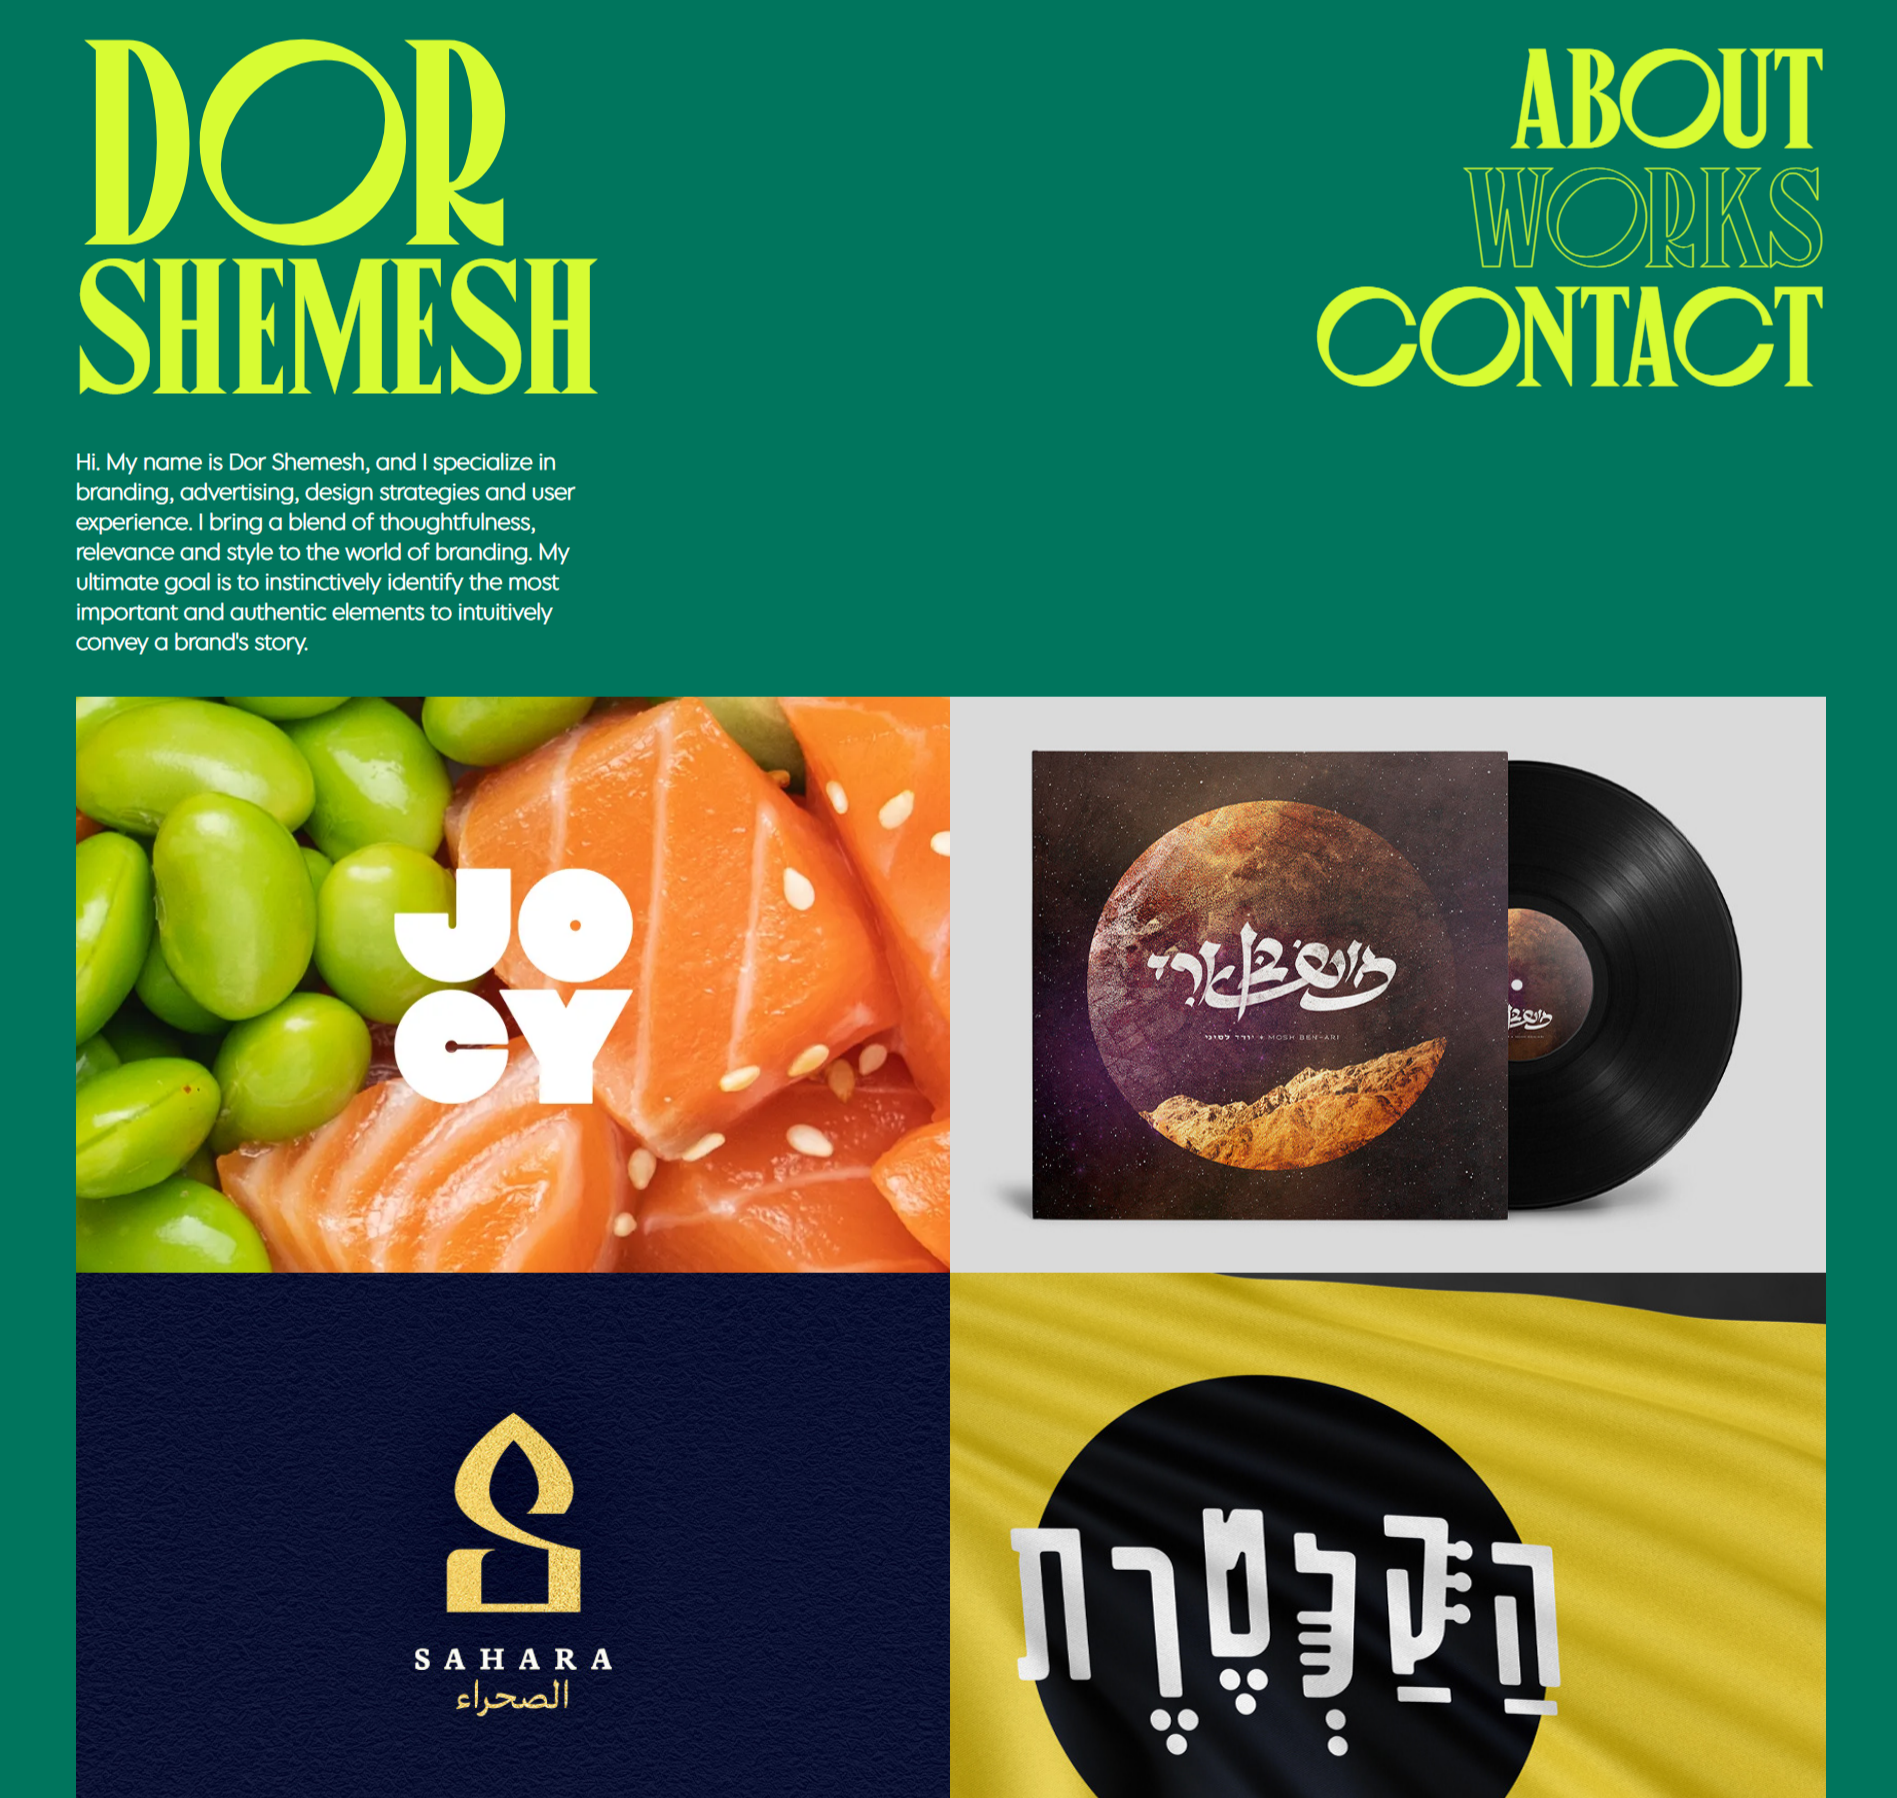 DOR
SHEMESH
ABOUT
WORKS
CONTACT
Hi. My name is Dor Shemesh, and I specialize in
branding, advertising, design strategies and user
experience. I bring a blend of thoughtfulness,
relevance and style to the world of branding. My
ultimate goal is to instinctively identify the most
important and authentic elements to intuitively
convey a brand's story.
JO
CY
מוש בן ארי
יורד לסיני + MOSH BEN-ARI
SAHARA
الصحراء
הַשַּׁלְטֶּרֶת